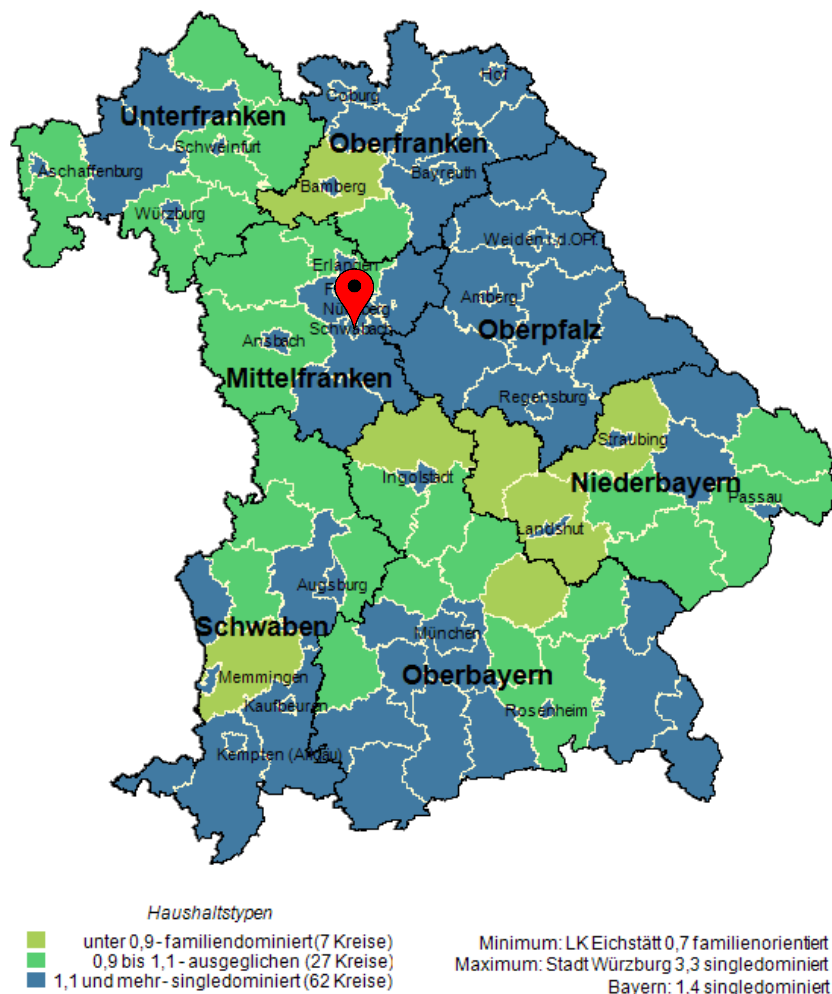 Hof
Coburg
Unterfranken
Oberfranken
Schweinfurt
Aschaffenburg
Bayreuth
Bamberg
Würzburg
Weiden i.d.OPf.
Erlangen
Amberg
Nürnberg
Schwabach
Oberpfalz
Ansbach
Mittelfranken
Regensburg
Straubing
Ingolstadt
Niederbayern
Passau
Landshut
Augsburg
Schwaben
München
Oberbayern
Memmingen
Kaufbeuren
Rosenheim
Kempten (Allgäu)
Haushaltstypen
unter 0,9 - familiendominiert (7 Kreise)
0,9 bis 1,1 - ausgeglichen (27 Kreise)
1,1 und mehr - singledominiert (62 Kreise)
Minimum: LK Eichstätt 0,7 familienorientiert
Maximum: Stadt Würzburg 3,3 singledominiert
Bayern: 1.4 singledominiert